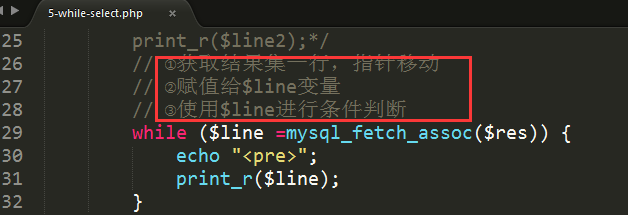 5-while-select.php ×
25 print_r($line2);*/
26 // ①获取结果集一行，指针移动
27 // ②赋值给$line变量
28 // ③使用$line进行条件判断
29 while ($line =mysql_fetch_assoc($res)) {
30 echo "<pre>";
31 print_r($line);
32 }